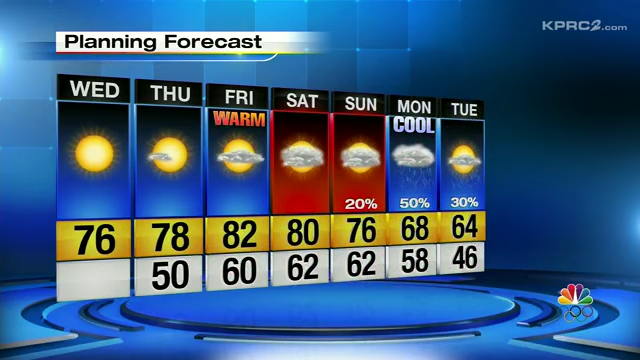 KPRC2.com
Planning Forecast
WED THU FRI SAT SUN MON TUE
WARM COOL
20% 50% 30%
76 78 82 80 76 68 64
50 60 62 62 58 46